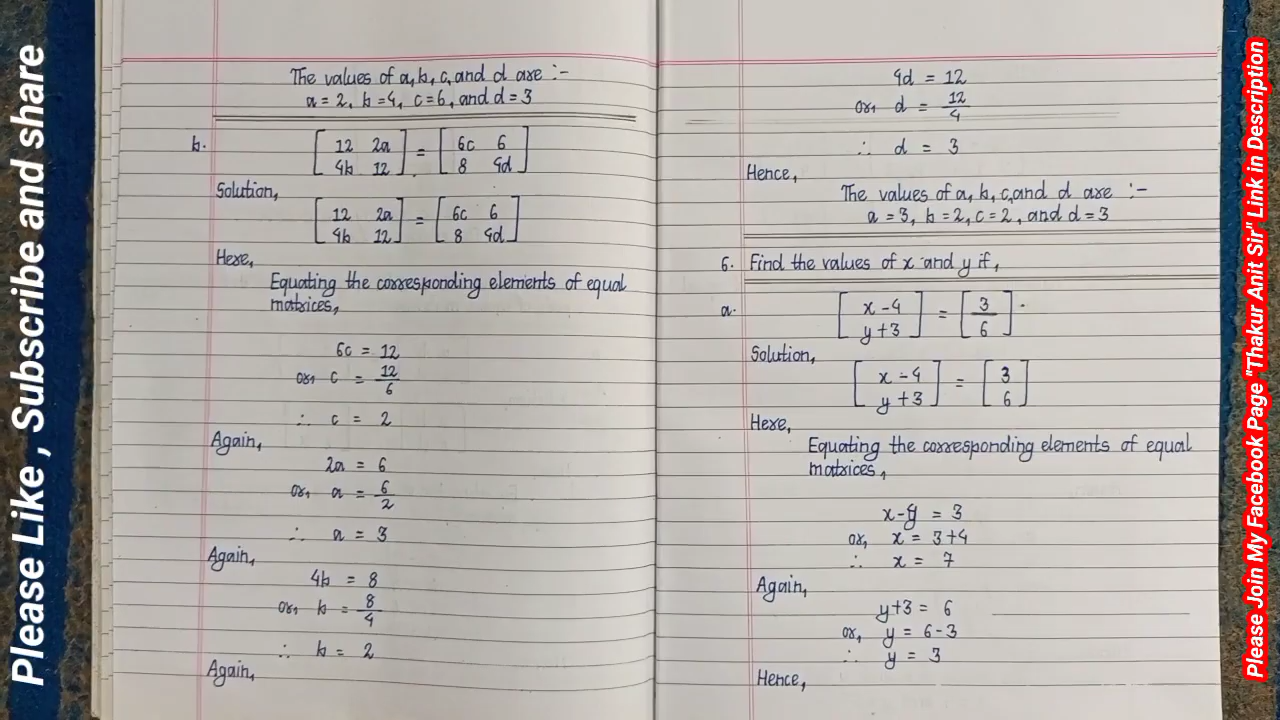 Please Like , Subscribe and share
The values of a, b, c, and d are :-
a = 2, b = 4, c = 6, and d = 3
b. [ 12 2a ] = [ 6c 6 ]
[ 4b 12 ] [ 8 4d ]
Solution,
[ 12 2a ] = [ 6c 6 ]
[ 4b 12 ] [ 8 4d ]
Here,
Equating the corresponding elements of equal
matrices,
6c = 12
or, c = 12/6
∴ c = 2
Again,
2a = 6
or, a = 6/2
∴ a = 3
Again,
4b = 8
or, b = 8/4
∴ b = 2
Again,
4d = 12
or, d = 12/4
∴ d = 3
Hence,
The values of a, b, c, and d are :-
a = 3, b = 2, c = 2, and d = 3
6. Find the values of x and y if,
a. [ x - 4 ] = [ 3 ]
[ y + 3 ] [ 6 ]
Solution,
[ x - 4 ] = [ 3 ]
[ y + 3 ] [ 6 ]
Here,
Equating the corresponding elements of equal
matrices,
x - y = 3
or, x = 3 + 4
∴ x = 7
Again,
y + 3 = 6
or, y = 6 - 3
∴ y = 3
Hence,
Please Join My Facebook Page "Thakur Anit Sir" Link in Description